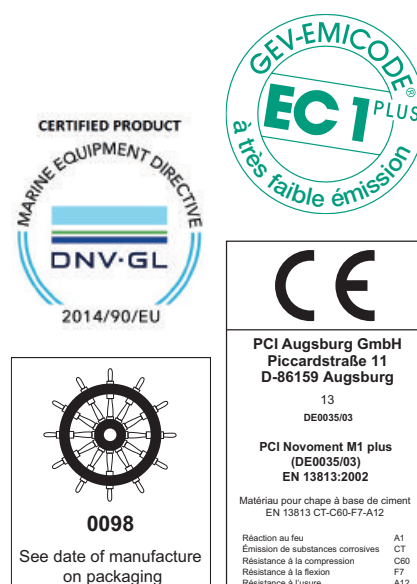 CERTIFIED PRODUCT
MARINE EQUIPMENT DIRECTIVE
DNV·GL
2014/90/EU
0098
See date of manufacture
on packaging
GEV-EMICODE®
EC 1 PLUS
à très faible émission
CE
PCI Augsburg GmbH
Piccardstraße 11
D-86159 Augsburg
13
DE0035/03
PCI Novoment M1 plus
(DE0035/03)
EN 13813:2002
Matériau pour chape à base de ciment
EN 13813 CT-C60-F7-A12
Réaction au feu A1
Émission de substances corrosives CT
Résistance à la compression C60
Résistance à la flexion F7
Résistance à l'usure A12